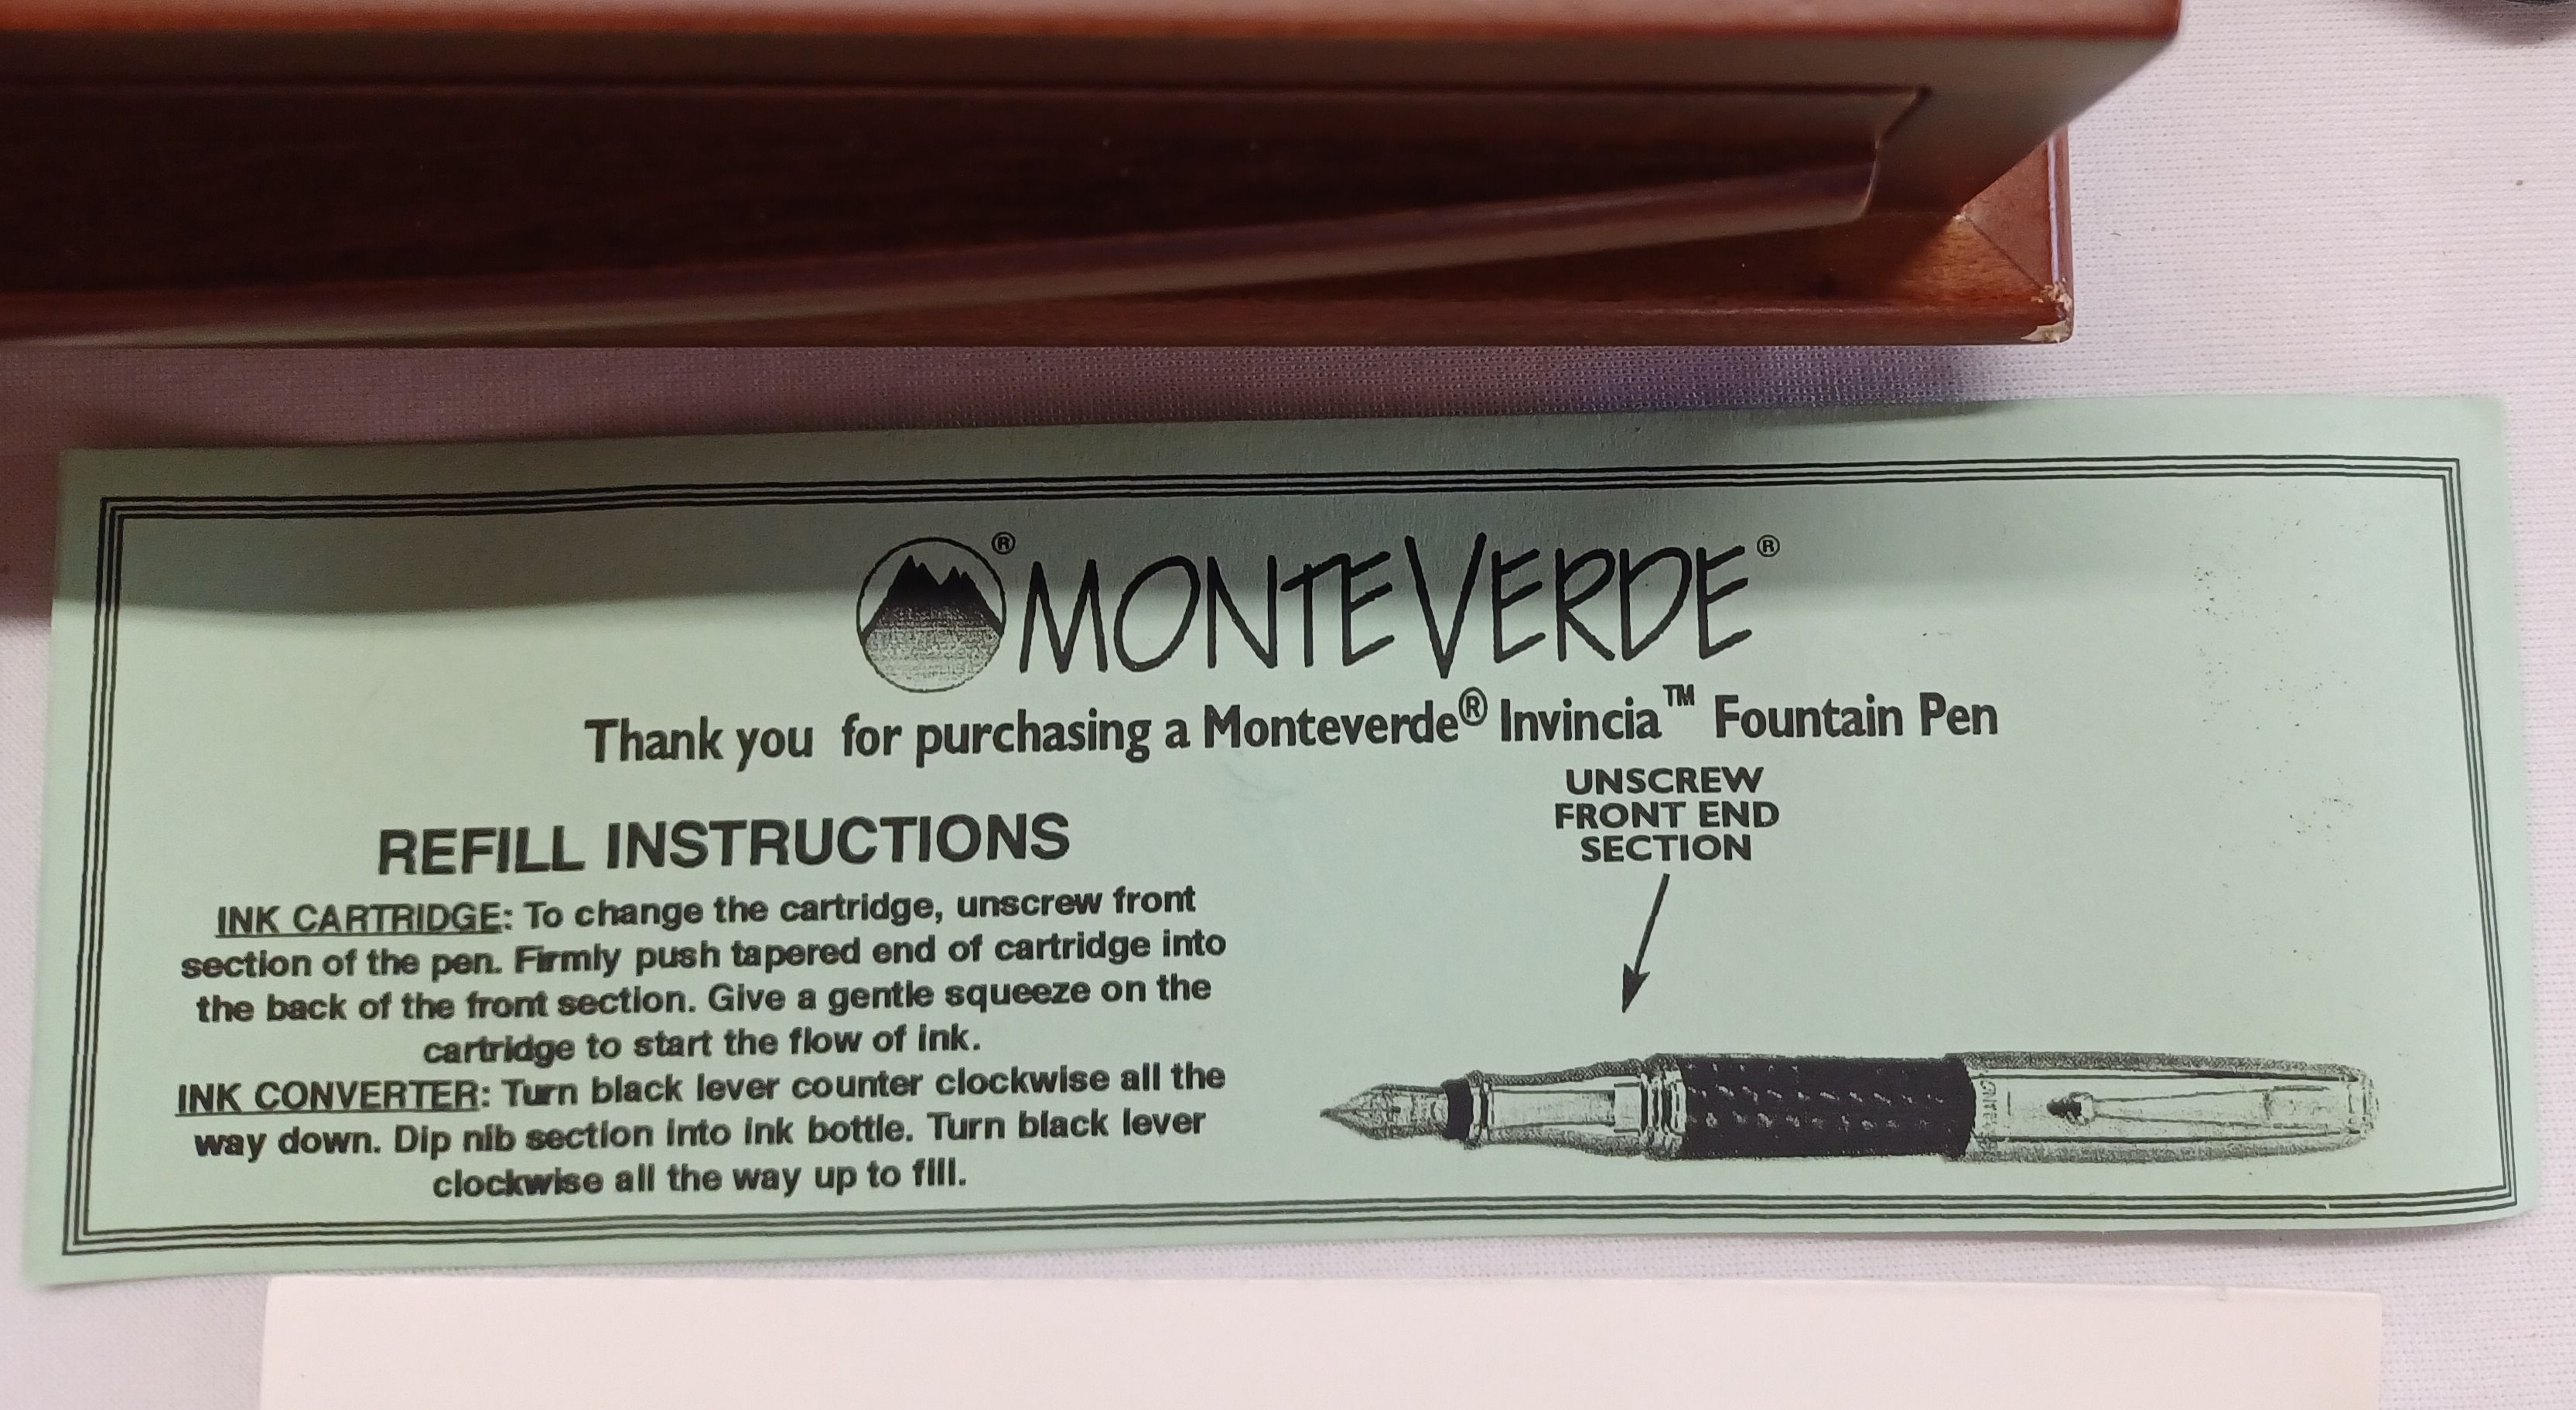 ® MONTEVERDE®
Thank you for purchasing a Monteverde® Invincia™ Fountain Pen
UNSCREW
FRONT END
SECTION
REFILL INSTRUCTIONS
INK CARTRIDGE: To change the cartridge, unscrew front
section of the pen. Firmly push tapered end of cartridge into
the back of the front section. Give a gentle squeeze on the
cartridge to start the flow of ink.
INK CONVERTER: Turn black lever counter clockwise all the
way down. Dip nib section into ink bottle. Turn black lever
clockwise all the way up to fill.